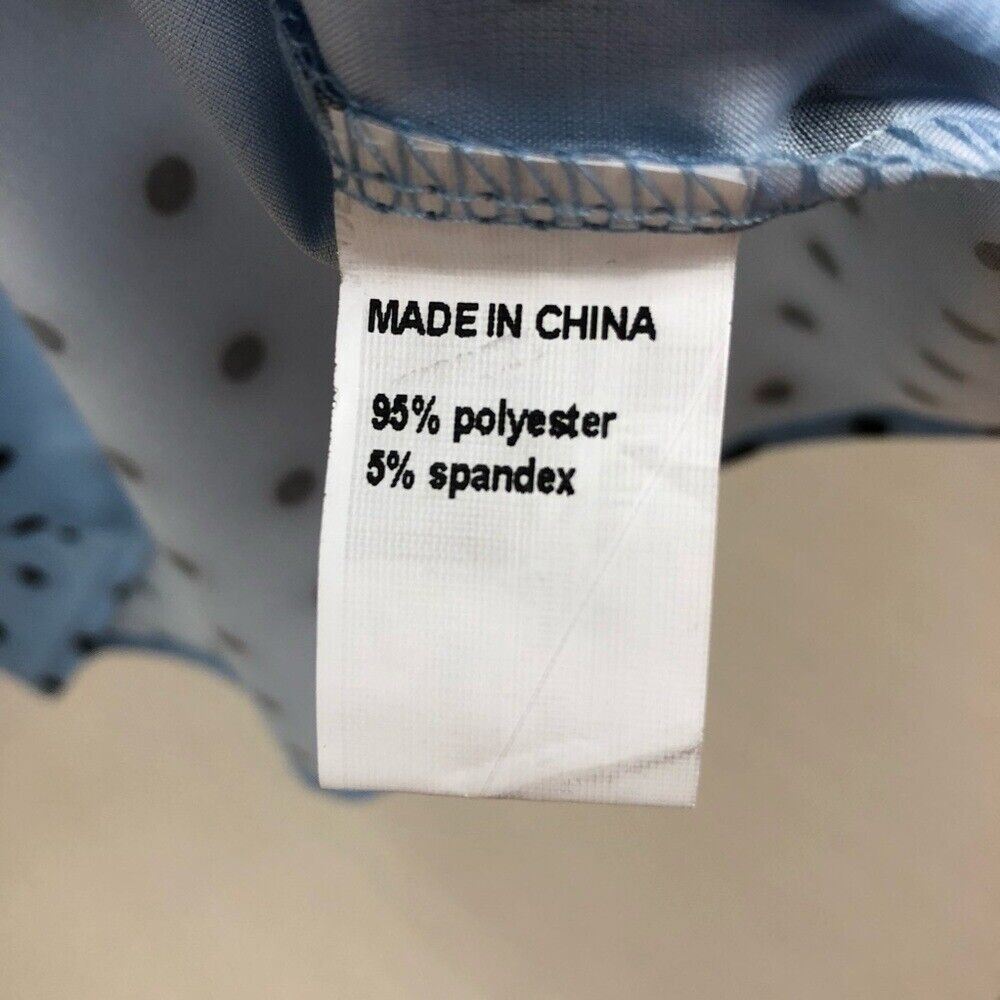 MADE IN CHINA
95% polyester
5% spandex